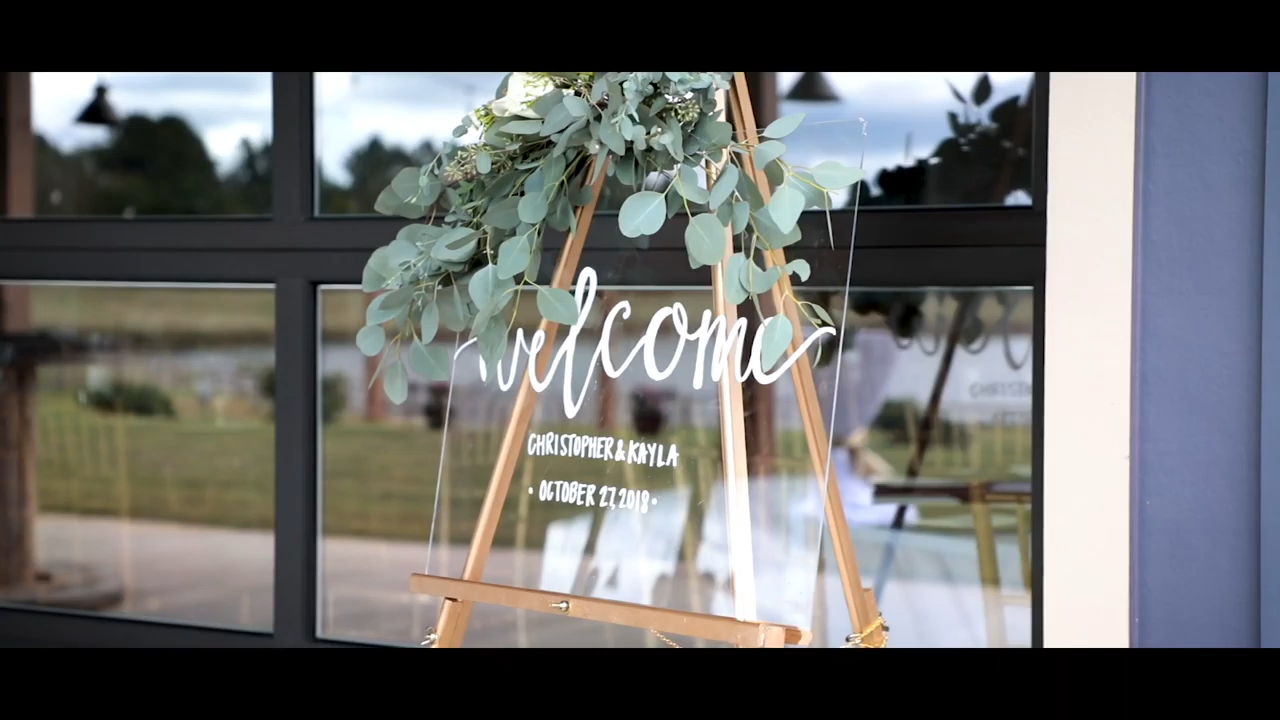 welcome
CHRISTOPHER & KAYLA
• OCTOBER 27, 2018 •